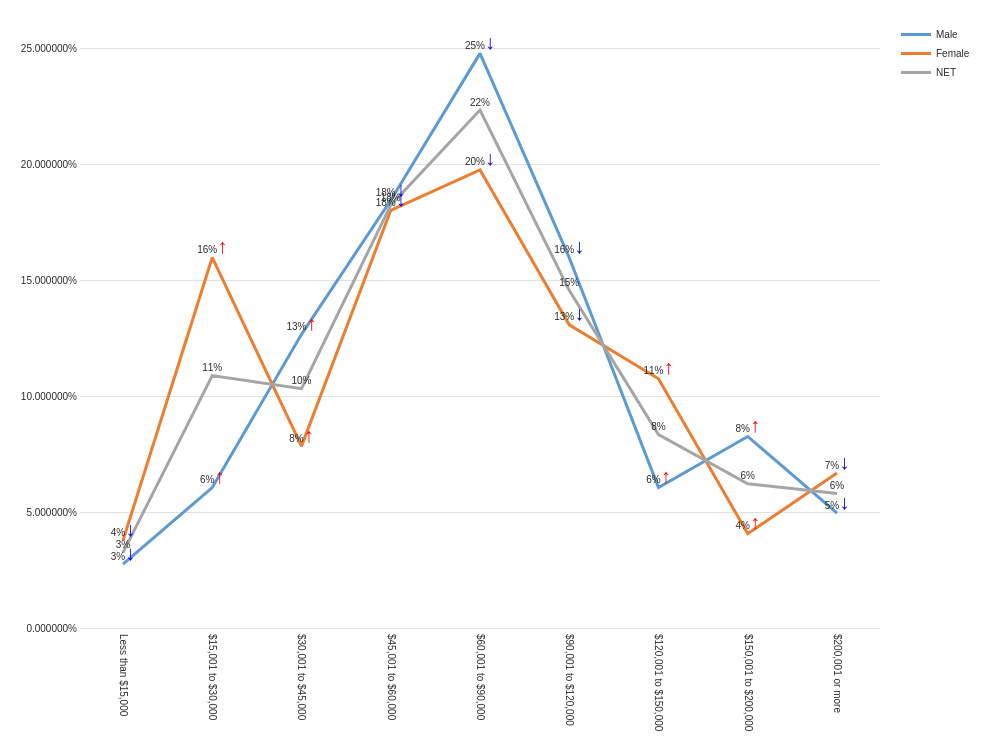 Male
Female
NET
25.000000%
20.000000%
15.000000%
10.000000%
5.000000%
0.000000%
25%↓
22%
20%↓
18%↓
18%
18%↓
16%↑
16%↓
15%
13%↑
13%↓
11%
10%
11%↑
8%↑
8%
8%↑
6%↑
6%↑
6%
7%↓
6%
5%↓
4%↓
3%
3%↓
4%↑
Less than $15,000
$15,001 to $30,000
$30,001 to $45,000
$45,001 to $60,000
$60,001 to $90,000
$90,001 to $120,000
$120,001 to $150,000
$150,001 to $200,000
$200,001 or more